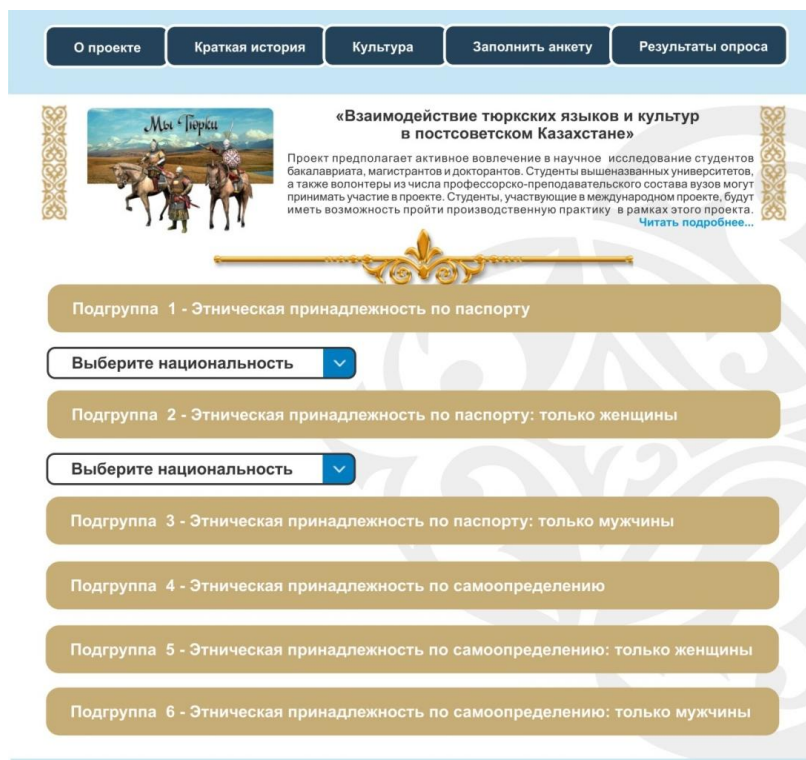 О проекте
Краткая история
Культура
Заполнить анкету
Результаты опроса
Мы Тюрки
«Взаимодействие тюркских языков и культур
в постсоветском Казахстане»
Проект предполагает активное вовлечение в научное исследование студентов
бакалавриата, магистрантов и докторантов. Студенты вышеназванных университетов,
а также волонтеры из числа профессорско-преподавательского состава вузов могут
принимать участие в проекте. Студенты, участвующие в международном проекте, будут
иметь возможность пройти производственную практику в рамках этого проекта.
Читать подробнее...
Подгруппа 1 - Этническая принадлежность по паспорту
Выберите национальность
Подгруппа 2 - Этническая принадлежность по паспорту: только женщины
Выберите национальность
Подгруппа 3 - Этническая принадлежность по паспорту: только мужчины
Подгруппа 4 - Этническая принадлежность по самоопределению
Подгруппа 5 - Этническая принадлежность по самоопределению: только женщины
Подгруппа 6 - Этническая принадлежность по самоопределению: только мужчины